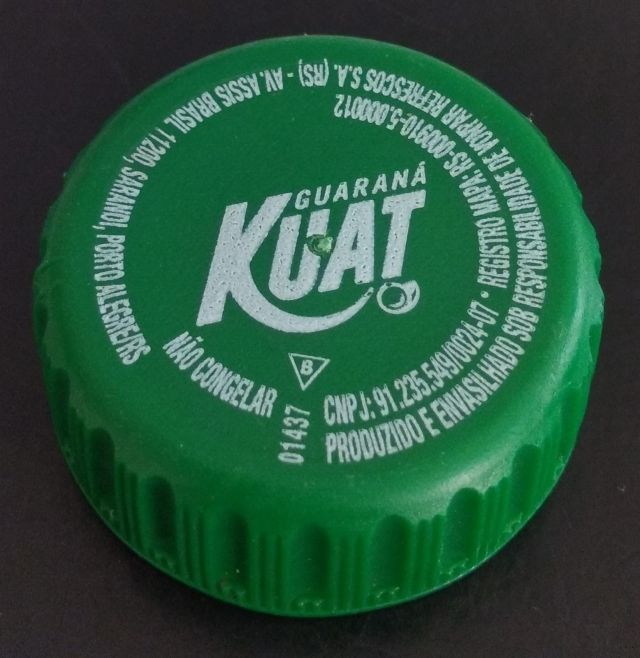 GUARANÁ
KUAT
PRODUZIDO E ENVASILHADO SOB RESPONSABILIDADE DE VONPAR REFRESCOS S.A. (RS) - AV. ASSIS BRASIL 11200, SARANDI, PORTO ALEGRE/RS
CNPJ: 91.235.549/0024-07 • REGISTRO MAPA: RS-000910-5.000012
NÃO CONGELAR
B
01437